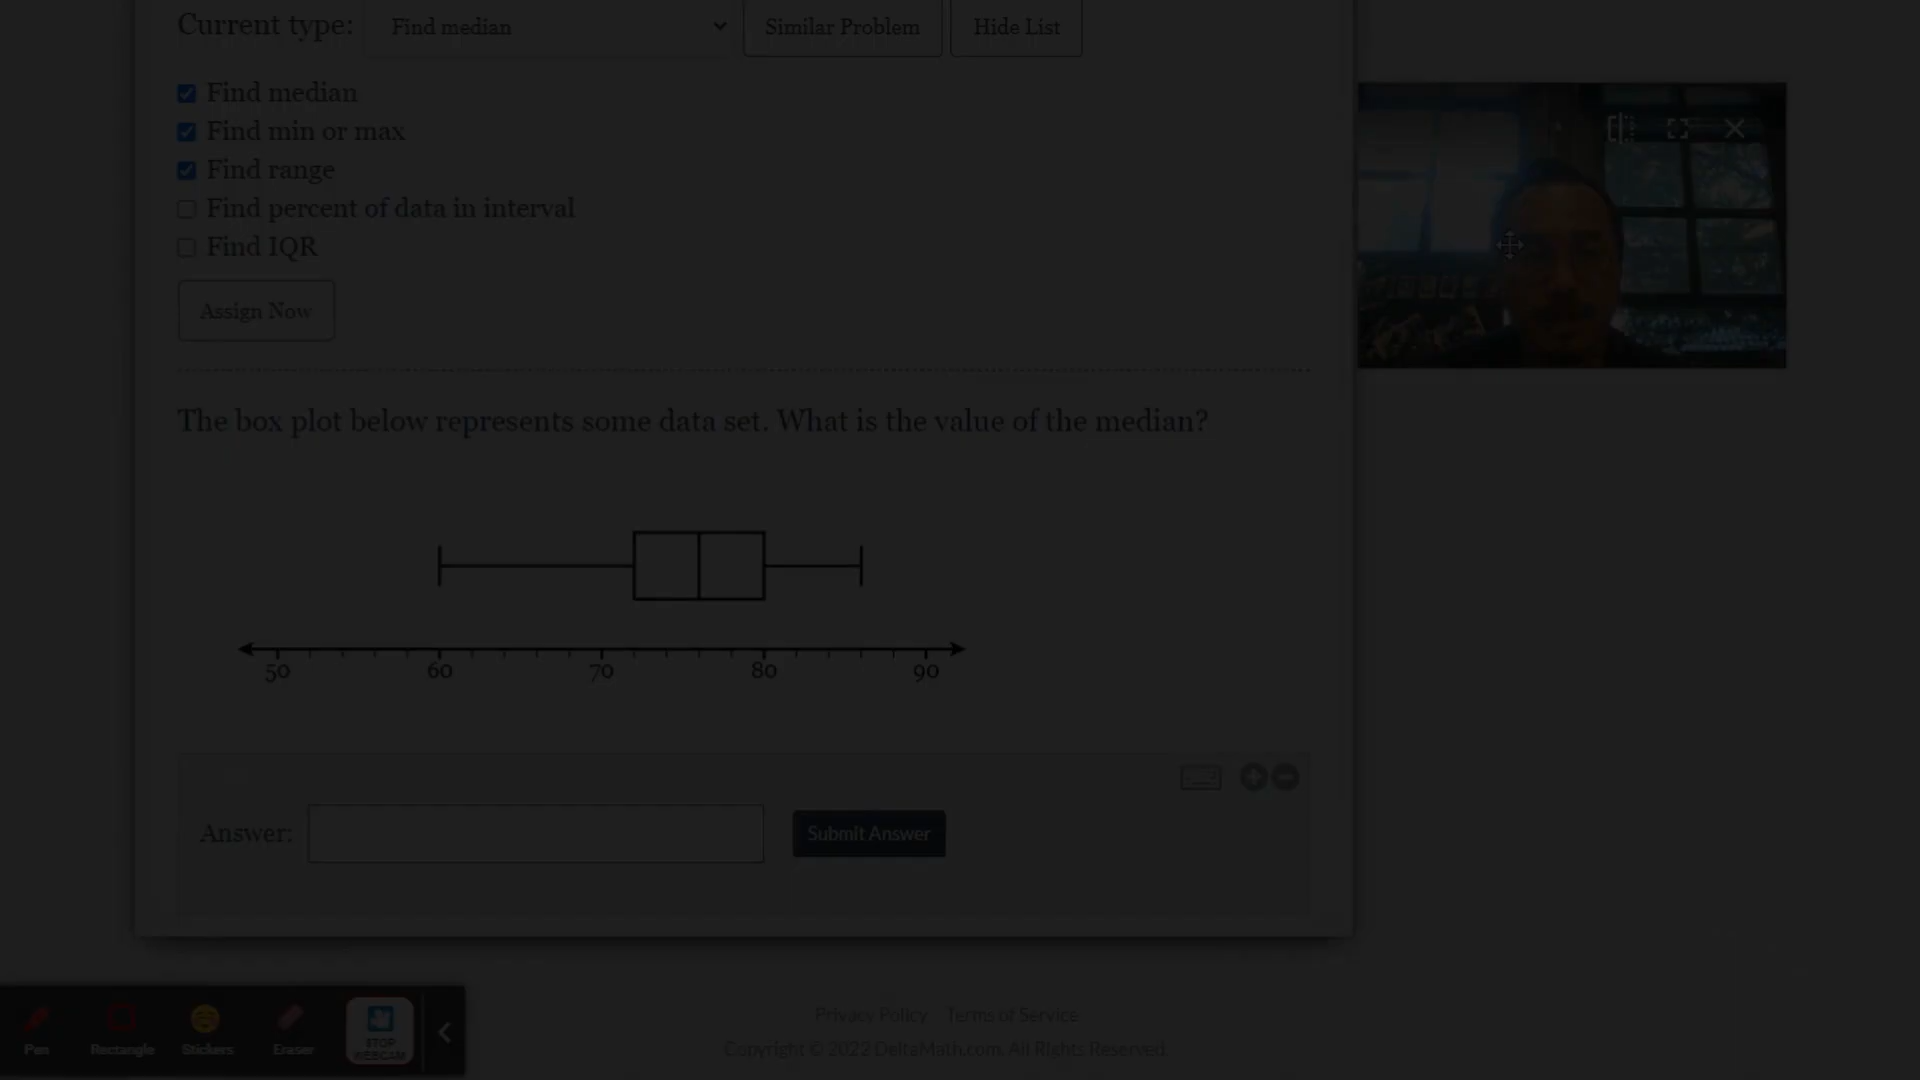 Current type: Find median Similar Problem Hide List
Find median
Find min or max
Find range
Find percent of data in interval
Find IQR
Assign Now
The box plot below represents some data set. What is the value of the median?
50 60 70 80 90
Answer: Submit Answer
Pen Rectangle Stickers Eraser STOP WEBCAM
Privacy Policy Terms of Service
Copyright © 2022 DeltaMath.com. All Rights Reserved.